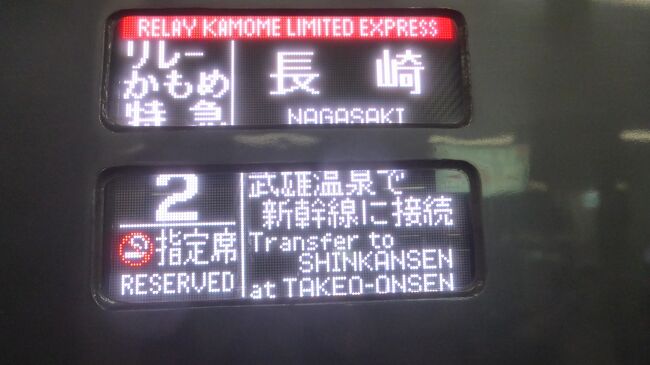 RELAY KAMOME LIMITED EXPRESS
リレー
かもめ
特急
長崎
NAGASAKI
2
指定席
RESERVED
武雄温泉で
新幹線に接続
Transfer to
SHINKANSEN
at TAKEO-ONSEN